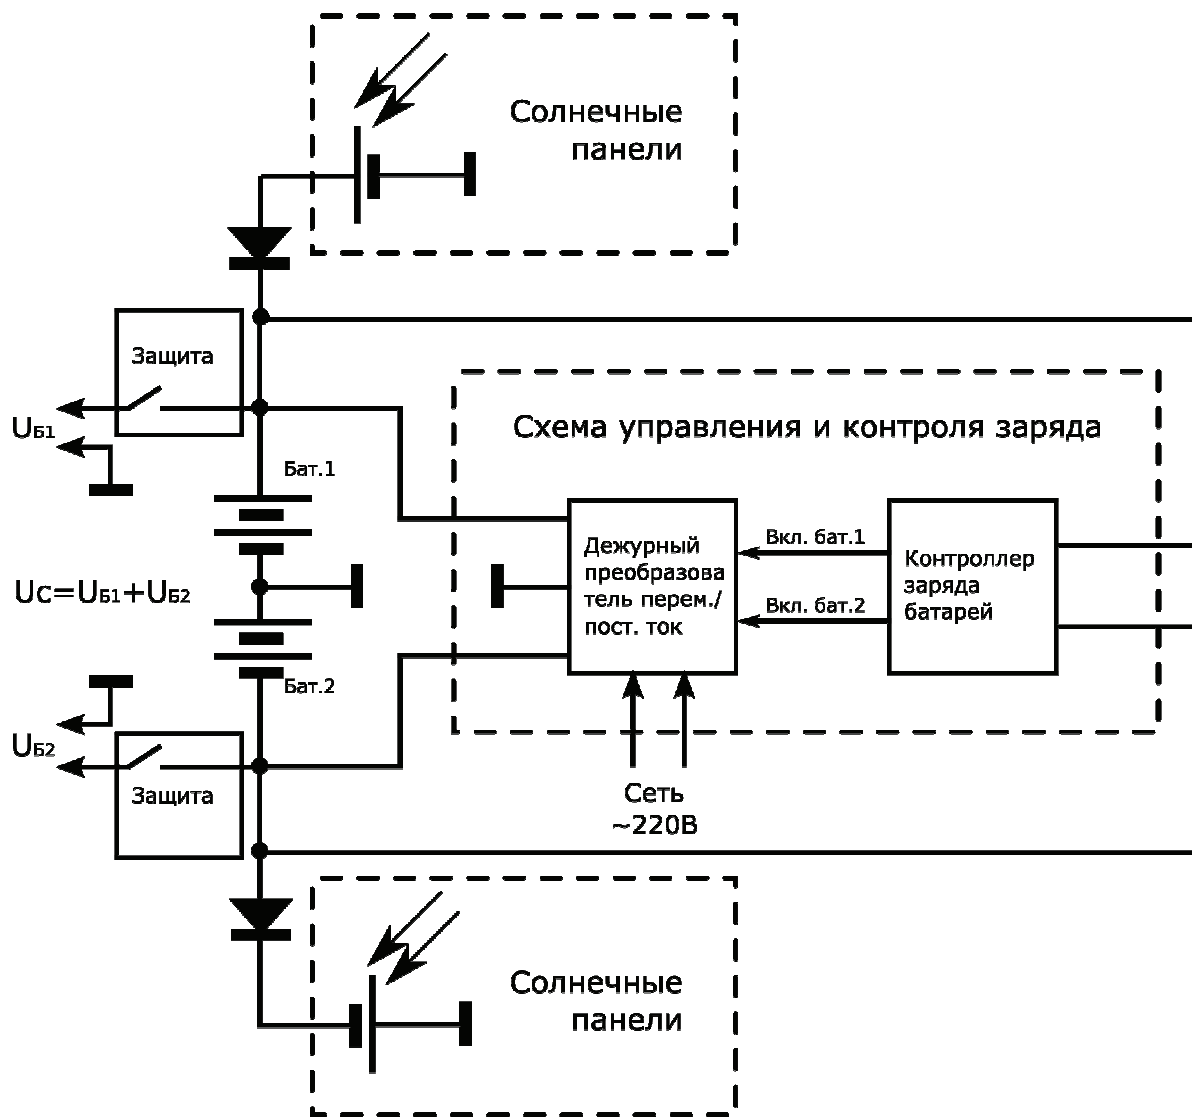 Солнечные
панели
Защита
UБ1
Схема управления и контроля заряда
Бат.1
Дежурный
преобразова
тель перем./
пост. ток
Вкл. бат.1
Вкл. бат.2
Контроллер
заряда
батарей
Uc=UБ1+UБ2
Бат.2
UБ2
Защита
Сеть
~220В
Солнечные
панели